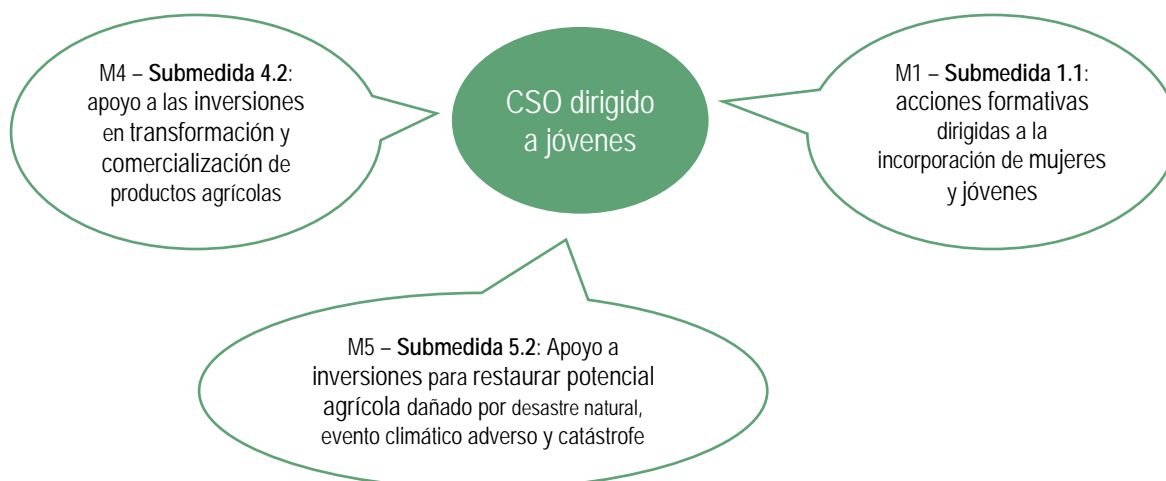 M4 – Submedida 4.2:
apoyo a las inversiones
en transformación y
comercialización de
productos agrícolas
CSO dirigido
a jóvenes
M1 – Submedida 1.1:
acciones formativas
dirigidas a la
incorporación de mujeres
y jóvenes
M5 – Submedida 5.2: Apoyo a
inversiones para restaurar potencial
agrícola dañado por desastre natural,
evento climático adverso y catástrofe